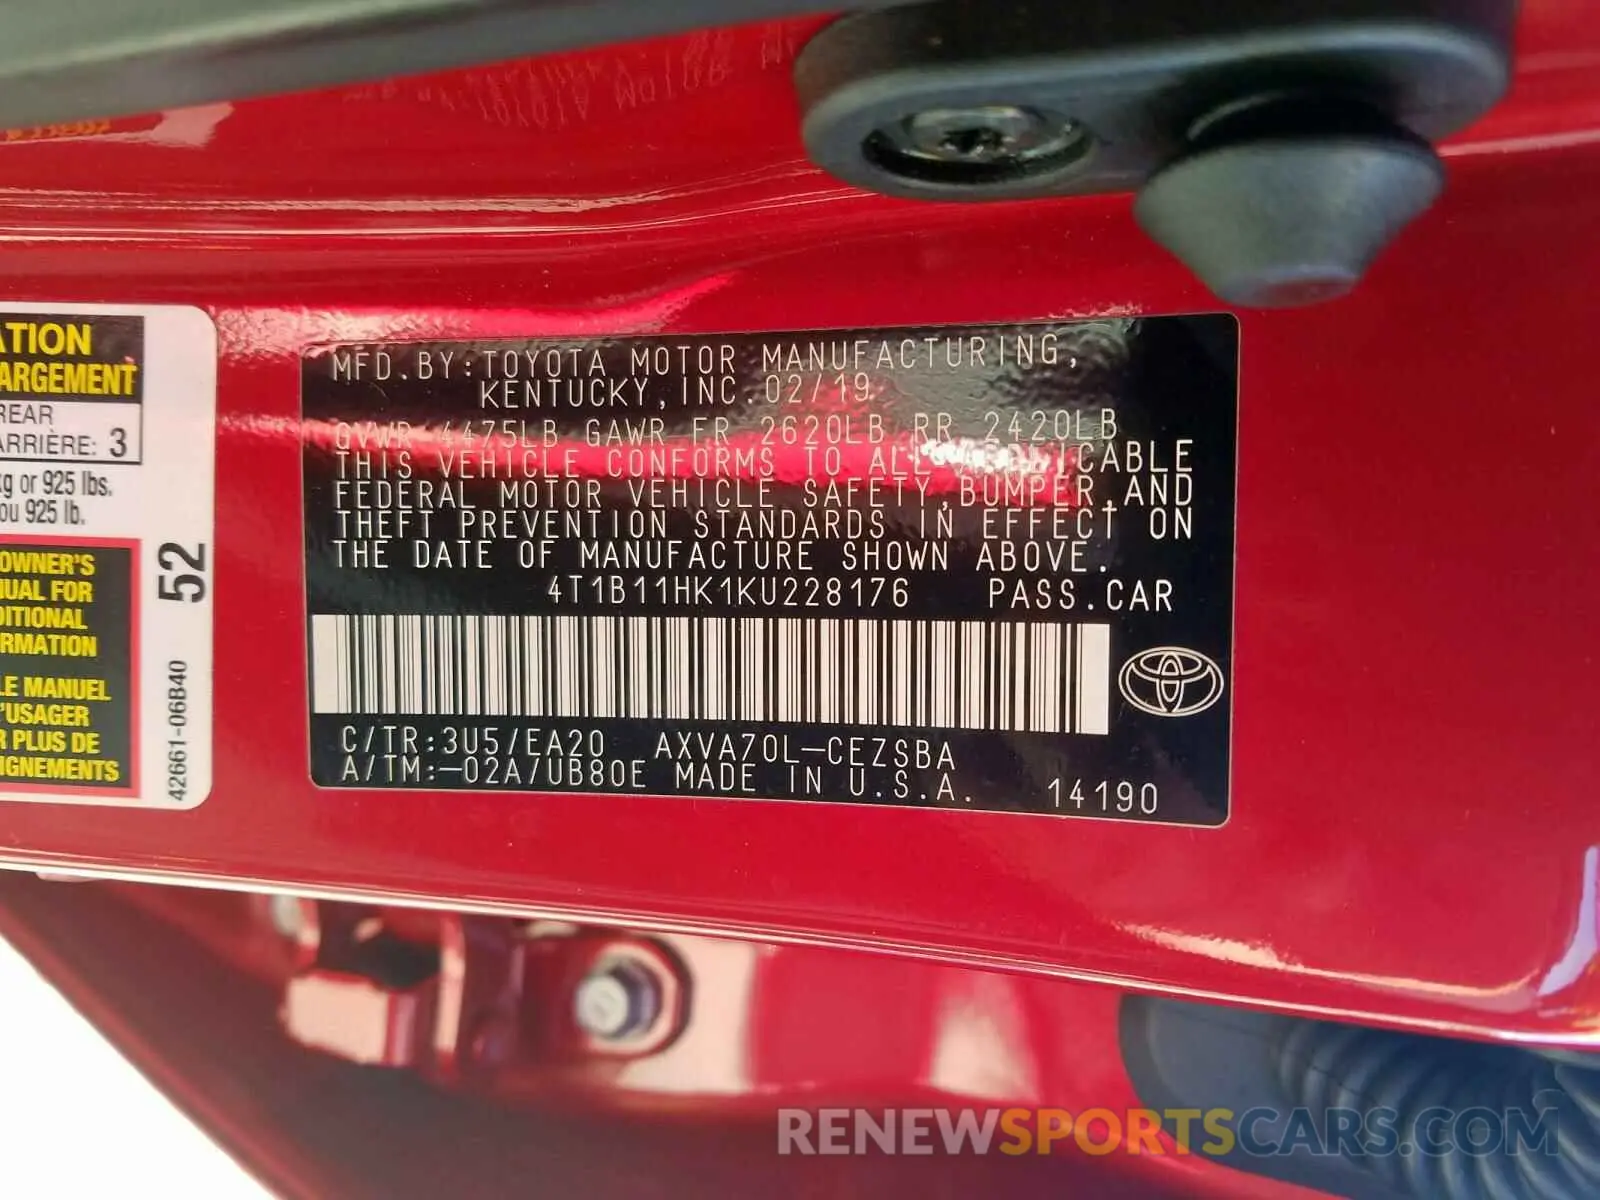 ATION
ARGEMENT
REAR
ARRIÈRE: 3
kg or 925 lbs.
ou 925 lb.
OWNER'S
UAL FOR
DITIONAL
RMATION
LE MANUEL
'USAGER
R PLUS DE
IGNEMENTS
52
42661-06B40
MFD.BY:TOYOTA MOTOR MANUFACTURING,
KENTUCKY,INC.02/19
GVWR 4475LB GAWR FR 2620LB RR 2420LB
THIS VEHICLE CONFORMS TO ALL APPLICABLE
FEDERAL MOTOR VEHICLE SAFETY,BUMPER,AND
THEFT PREVENTION STANDARDS IN EFFECT ON
THE DATE OF MANUFACTURE SHOWN ABOVE.
4T1B11HK1KU228176 PASS.CAR
C/TR:3U5/EA20 AXVA70L-CEZSBA
A/TM:-02A/UB80E MADE IN U.S.A. 14190
RENEWSPORTSCARS.COM